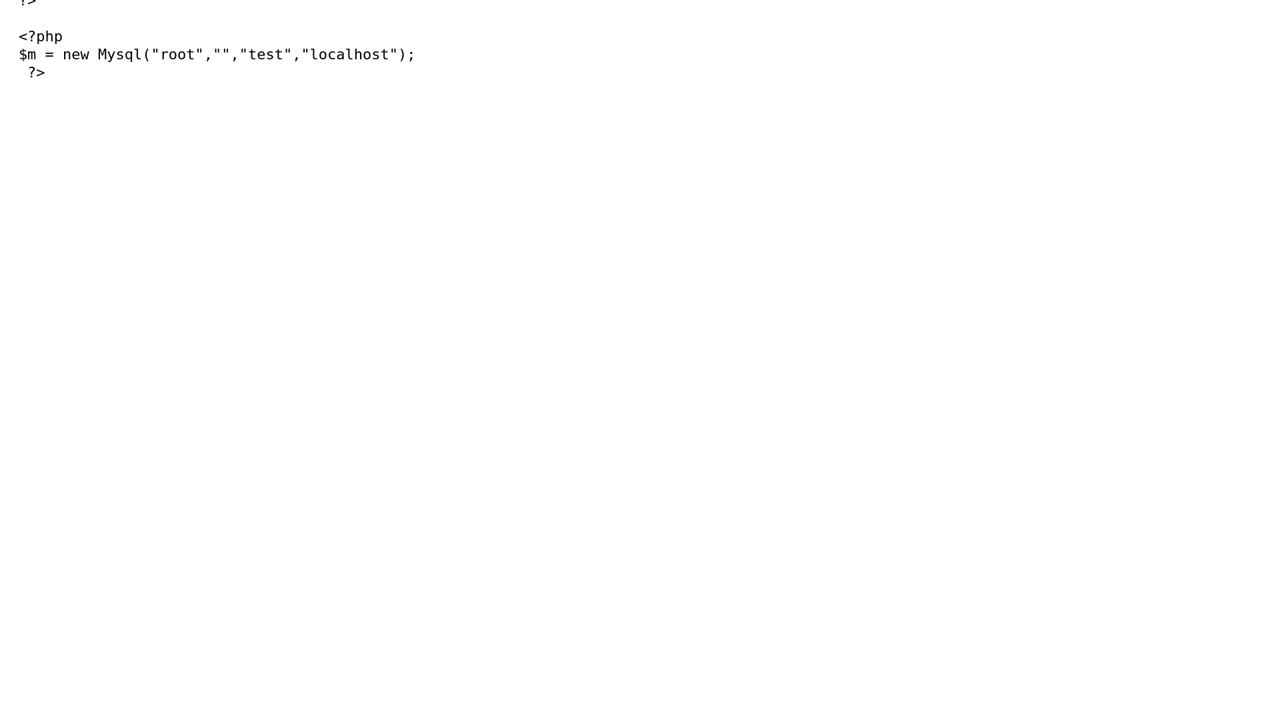 ?>
<?php
$m = new Mysql("root","","test","localhost");
 ?>